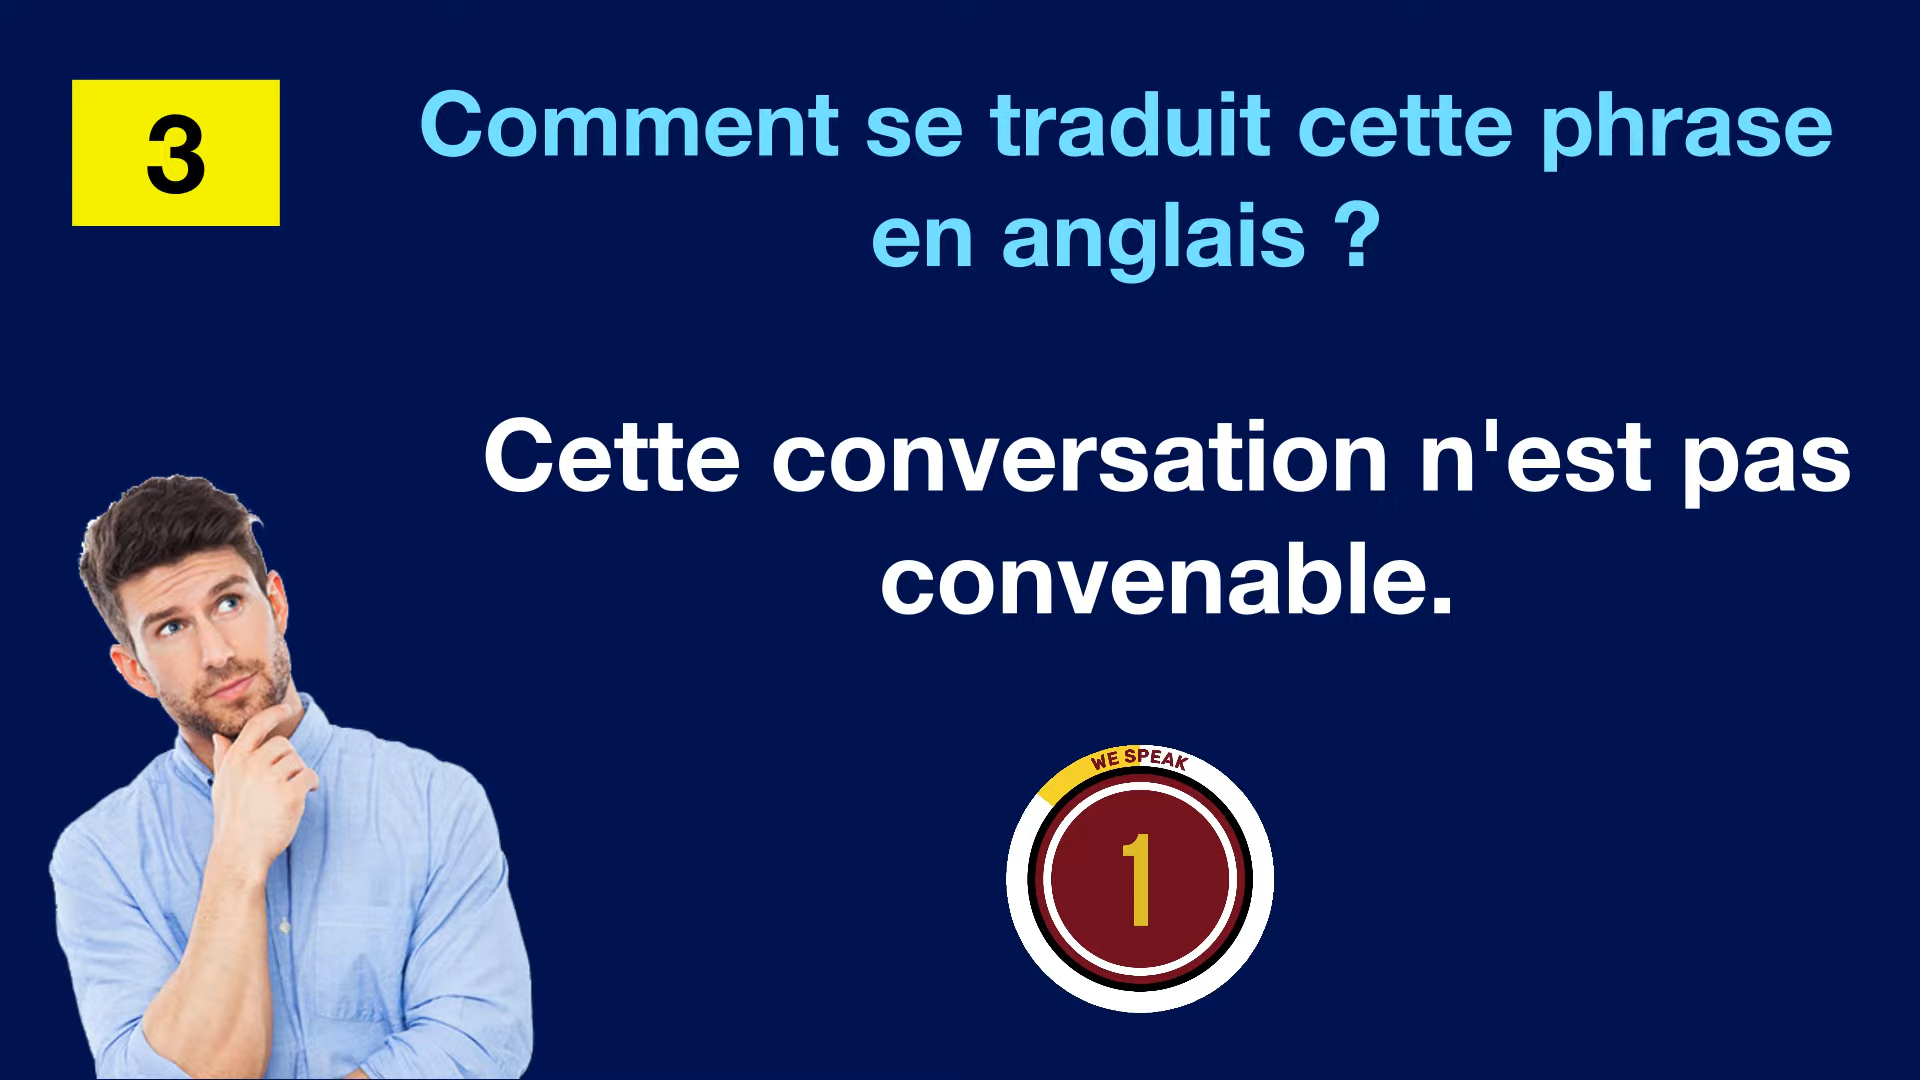 3
Comment se traduit cette phrase
en anglais ?
Cette conversation n'est pas
convenable.
WE SPEAK
1